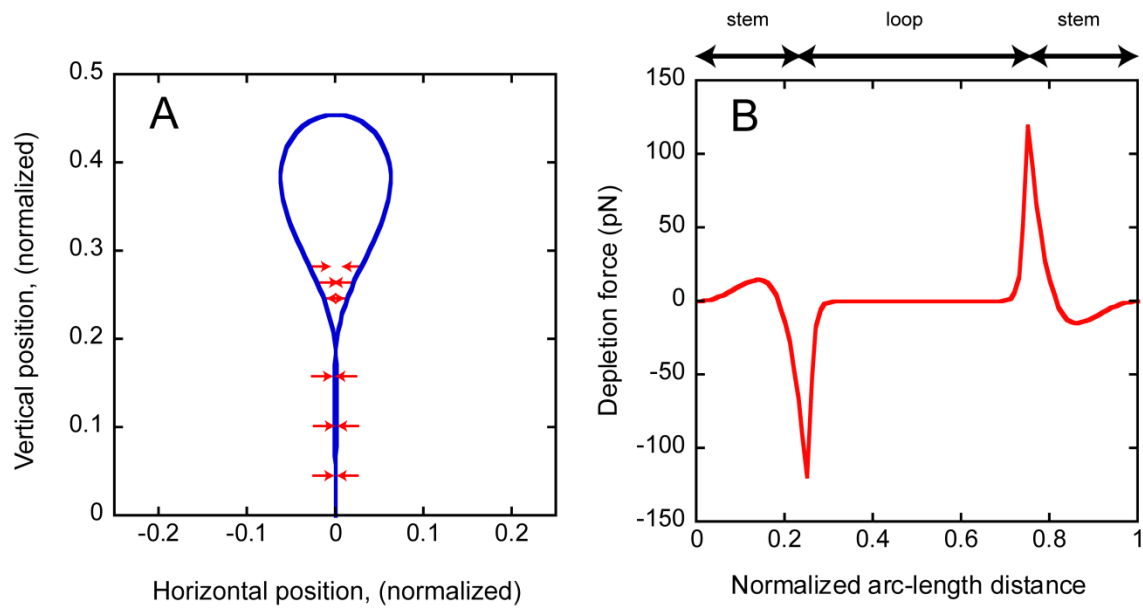 stem loop stem
A
0.5
0.4
0.3
0.2
0.1
0
Vertical position, (normalized)
-0.2 -0.1 0 0.1 0.2
Horizontal position, (normalized)
B
150
100
50
0
-50
-100
-150
Depletion force (pN)
0 0.2 0.4 0.6 0.8 1
Normalized arc-length distance